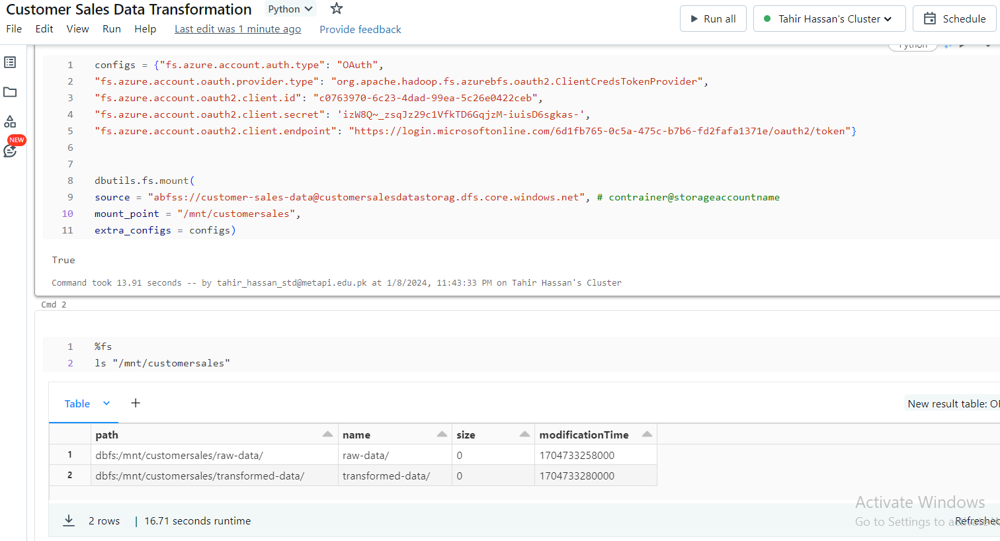 Customer Sales Data Transformation Python
Run all Tahir Hassan's Cluster Schedule
File Edit View Run Help Last edit was 1 minute ago Provide feedback
Python
NEW
1 configs = {"fs.azure.account.auth.type": "OAuth",
2 "fs.azure.account.oauth.provider.type": "org.apache.hadoop.fs.azurebfs.oauth2.ClientCredsTokenProvider",
3 "fs.azure.account.oauth2.client.id": "c0763970-6c23-4dad-99ea-5c26e0422ceb",
4 "fs.azure.account.oauth2.client.secret": 'izW8Q~_zsqJz29c1VfkTD6GqjzM-iuisD6sgkas-',
5 "fs.azure.account.oauth2.client.endpoint": "https://login.microsoftonline.com/6d1fb765-0c5a-475c-b7b6-fd2fafa1371e/oauth2/token"}
6
7
8 dbutils.fs.mount(
9 source = "abfss://customer-sales-data@customersalesdatastorag.dfs.core.windows.net", # contrainer@storageaccountname
10 mount_point = "/mnt/customersales",
11 extra_configs = configs)
True
Command took 13.91 seconds -- by tahir_hassan_std@metapi.edu.pk at 1/8/2024, 11:43:33 PM on Tahir Hassan's Cluster
Cmd 2
1 %fs
2 ls "/mnt/customersales"
Table +
New result table:
path name size modificationTime
1 dbfs:/mnt/customersales/raw-data/ raw-data/ 0 1704733258000
2 dbfs:/mnt/customersales/transformed-data/ transformed-data/ 0 1704733280000
2 rows | 16.71 seconds runtime
Activate Windows
Go to Settings to activate